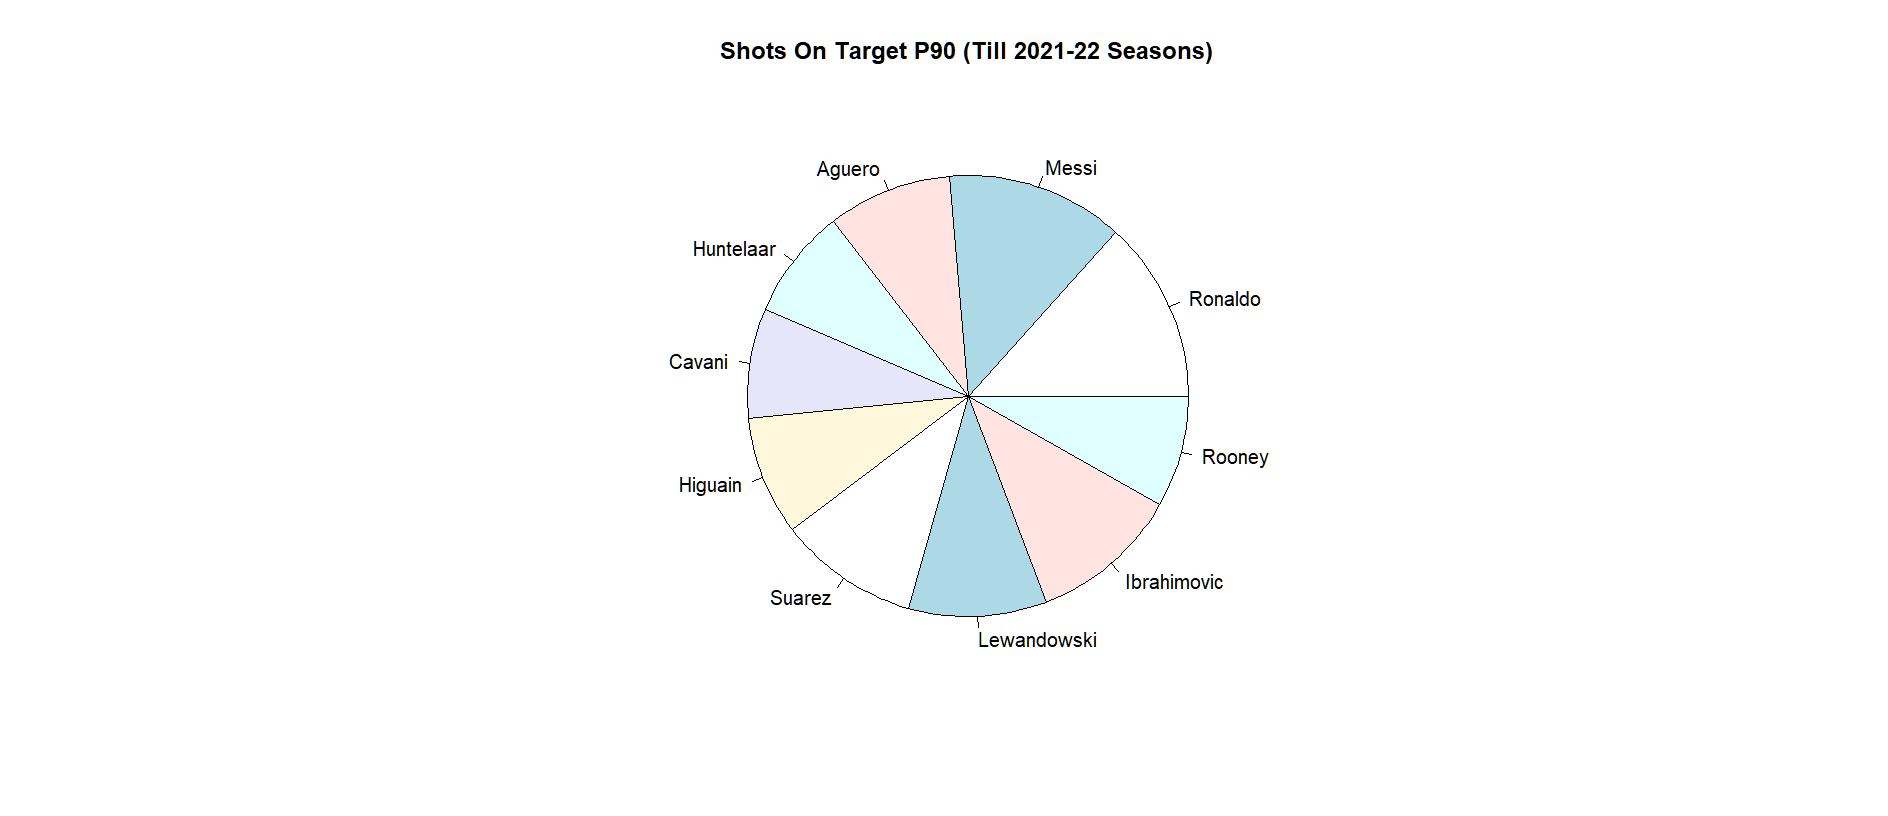 Shots On Target P90 (Till 2021-22 Seasons)
Messi
Aguero
Huntelaar
Ronaldo
Cavani
Rooney
Higuain
Ibrahimovic
Suarez
Lewandowski